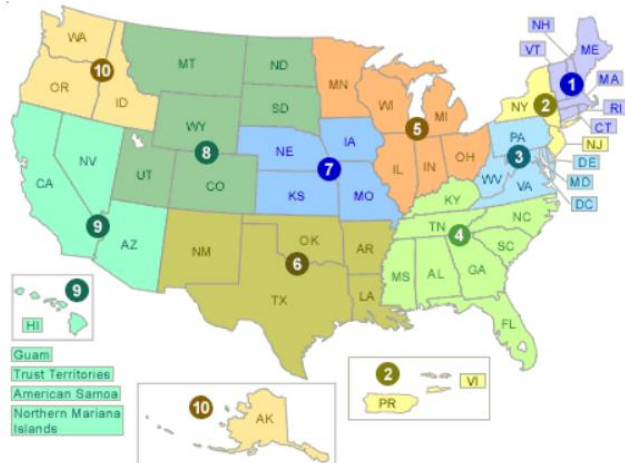 NH
VT
ME
WA
MT
ND
MN
10
1
MA
OR
ID
SD
WI
MI
NY
2
RI
CT
WY
5
NJ
8
IA
PA
NE
3
DE
NV
7
IL
IN
OH
WV
MD
UT
CO
VA
CA
KS
MO
KY
DC
NC
TN
4
9
AZ
NM
OK
AR
SC
6
MS
AL
GA
TX
LA
9
FL
HI
Guam
2
VI
Trust Territories
American Samoa
PR
10
AK
Northern Mariana
Islands